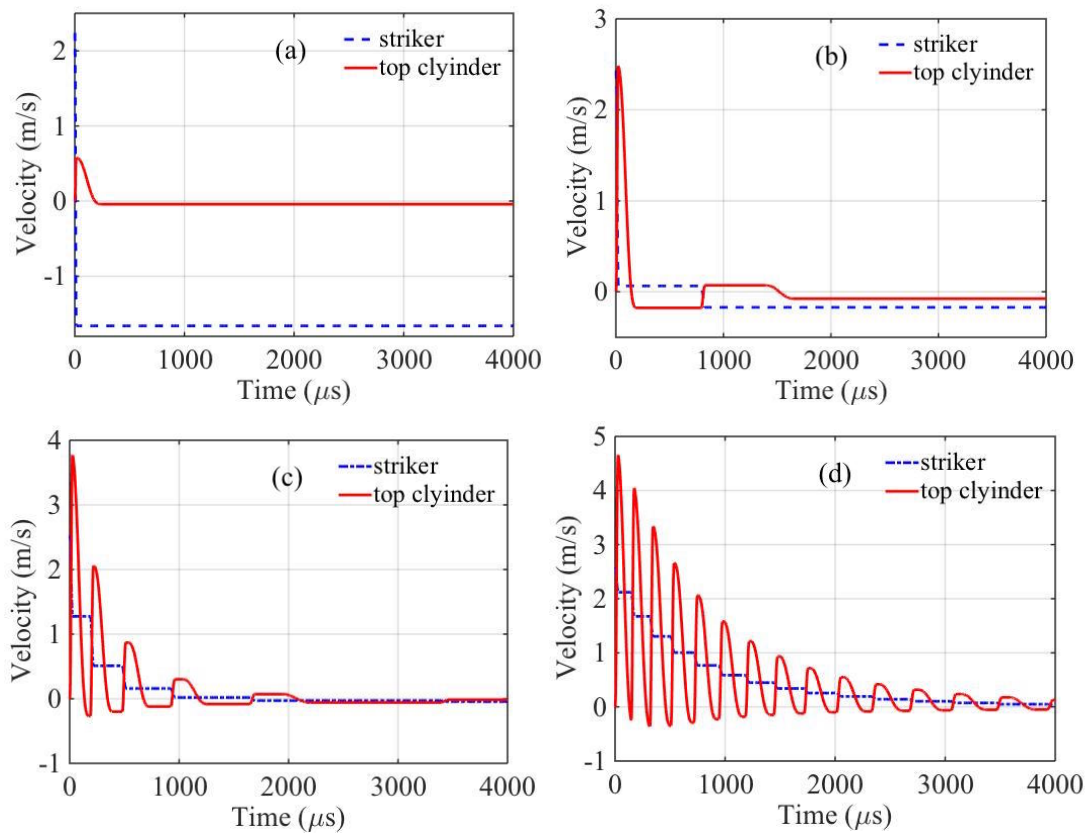 (a)
striker
top clyinder
2
1
0
-1
Velocity (m/s)
0 1000 2000 3000 4000
Time (μs)
(b)
striker
top clyinder
3
2
1
0
Velocity (m/s)
0 1000 2000 3000 4000
Time (μs)
(c)
striker
top clyinder
4
3
2
1
0
-1
Velocity (m/s)
0 1000 2000 3000 4000
Time (μs)
(d)
striker
top clyinder
5
4
3
2
1
0
-1
Velocity (m/s)
0 1000 2000 3000 4000
Time (μs)